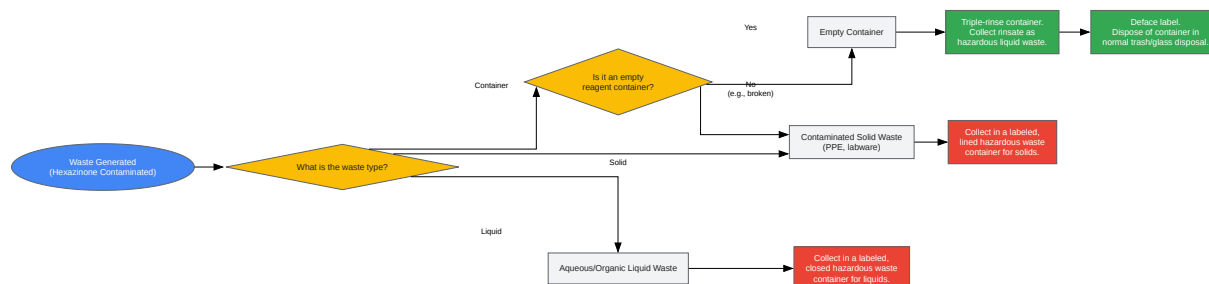 Waste Generated
(Hexazinone Contaminated)
What is the waste type?
Container
Solid
Liquid
Is it an empty
reagent container?
Yes
No
(e.g., broken)
Empty Container
Triple-rinse container.
Collect rinsate as
hazardous liquid waste.
Deface label.
Dispose of container in
normal trash/glass disposal.
Contaminated Solid Waste
(PPE, labware)
Collect in a labeled,
lined hazardous waste
container for solids.
Aqueous/Organic Liquid Waste
Collect in a labeled,
closed hazardous waste
container for liquids.